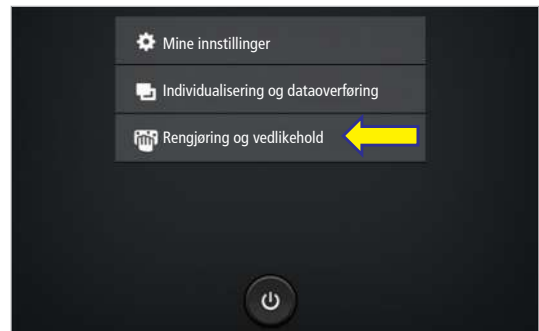 Mine innstillinger
Individualisering og dataoverføring
Rengjøring og vedlikehold